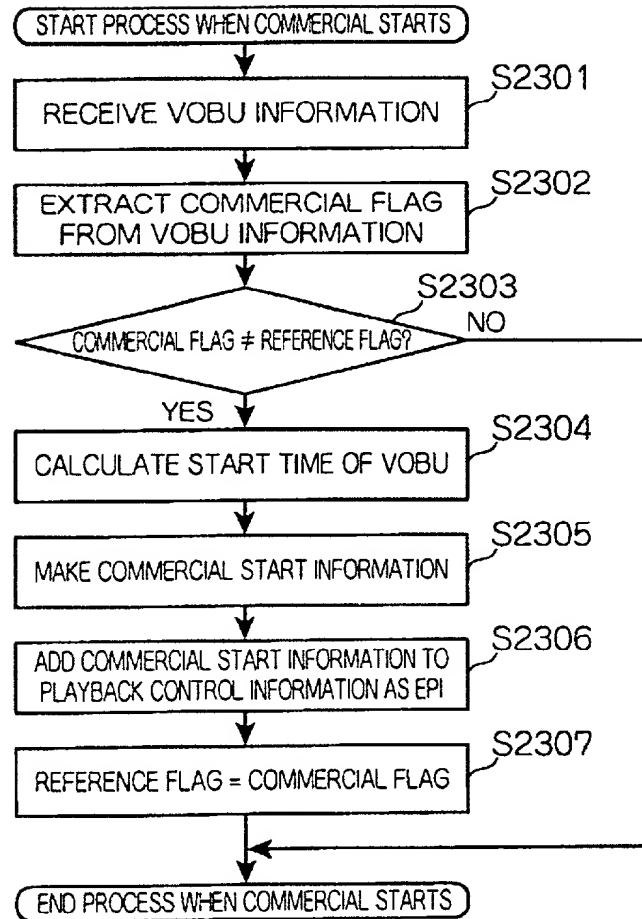 START PROCESS WHEN COMMERCIAL STARTS
S2301
RECEIVE VOBU INFORMATION
S2302
EXTRACT COMMERCIAL FLAG
FROM VOBU INFORMATION
S2303
COMMERCIAL FLAG ≠ REFERENCE FLAG?
NO
YES
S2304
CALCULATE START TIME OF VOBU
S2305
MAKE COMMERCIAL START INFORMATION
S2306
ADD COMMERCIAL START INFORMATION TO
PLAYBACK CONTROL INFORMATION AS EPI
S2307
REFERENCE FLAG = COMMERCIAL FLAG
END PROCESS WHEN COMMERCIAL STARTS